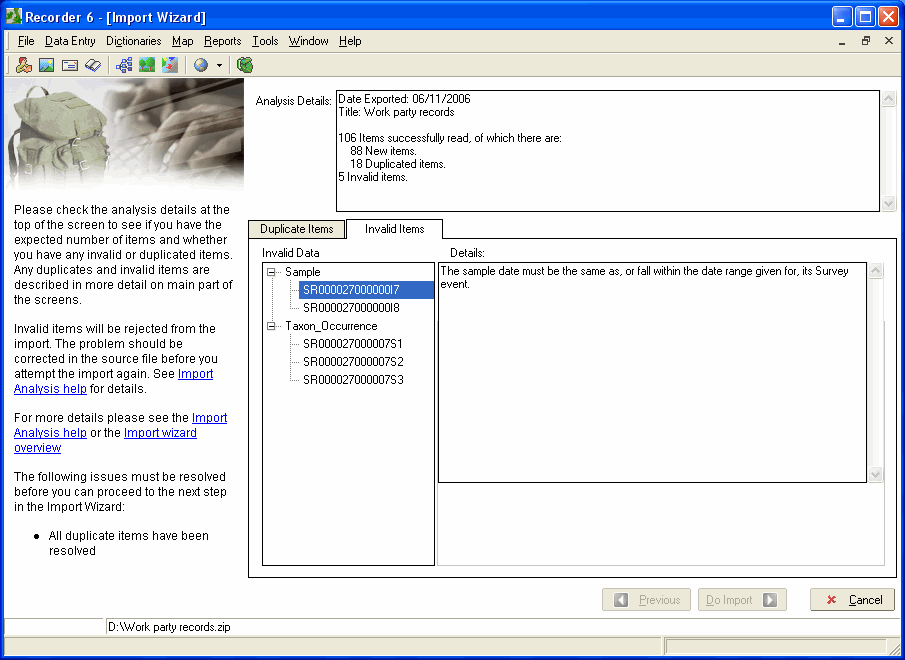 Recorder 6 - [Import Wizard]
File Data Entry Dictionaries Map Reports Tools Window Help
Analysis Details:
Date Exported: 06/11/2006
Title: Work party records
106 Items successfully read, of which there are:
88 New items.
18 Duplicated items.
5 Invalid items.
Please check the analysis details at the
top of the screen to see if you have the
expected number of items and whether
you have any invalid or duplicated items.
Any duplicates and invalid items are
described in more detail on main part of
the screens.
Invalid items will be rejected from the
import. The problem should be
corrected in the source file before you
attempt the import again. See Import
Analysis help for details.
For more details please see the Import
Analysis help or the Import wizard
overview
The following issues must be resolved
before you can proceed to the next step
in the Import Wizard:
• All duplicate items have been
resolved
Duplicate Items Invalid Items
Invalid Data
Sample
SR000027000000I7
SR000027000000I8
Taxon_Occurrence
SR000027000007S1
SR000027000007S2
SR000027000007S3
Details:
The sample date must be the same as, or fall within the date range given for, its Survey
event.
Previous Do Import Cancel
D:\Work party records.zip